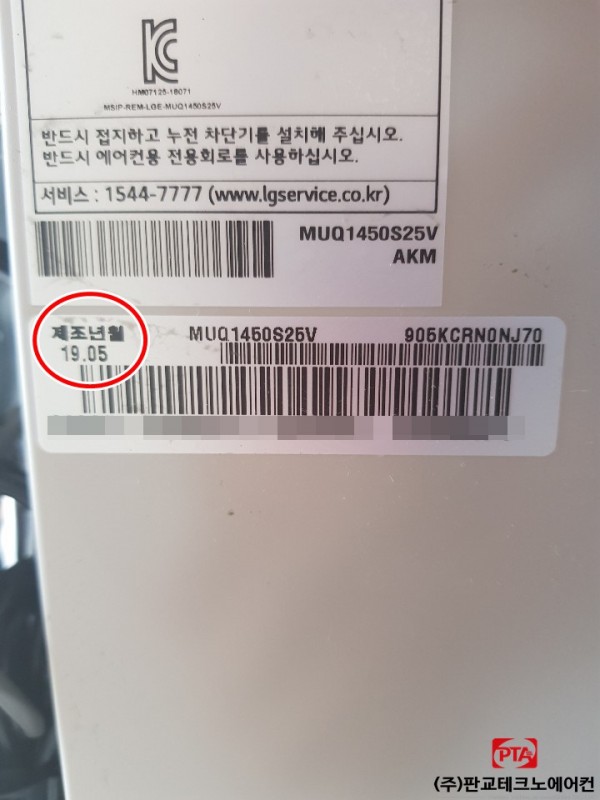 KC
HM07125-16071
MSIP-REM-LGE-MUQ1450S25V
반드시 접지하고 누전 차단기를 설치해 주십시오.
반드시 에어컨용 전용회로를 사용하십시오.
서비스 : 1544-7777 (www.lgservice.co.kr)
MUQ1450S25V
AKM
제조년월 MUQ1450S25V 905KCRN0NJ70
19.05
PTA
(주)판교테크노에어컨